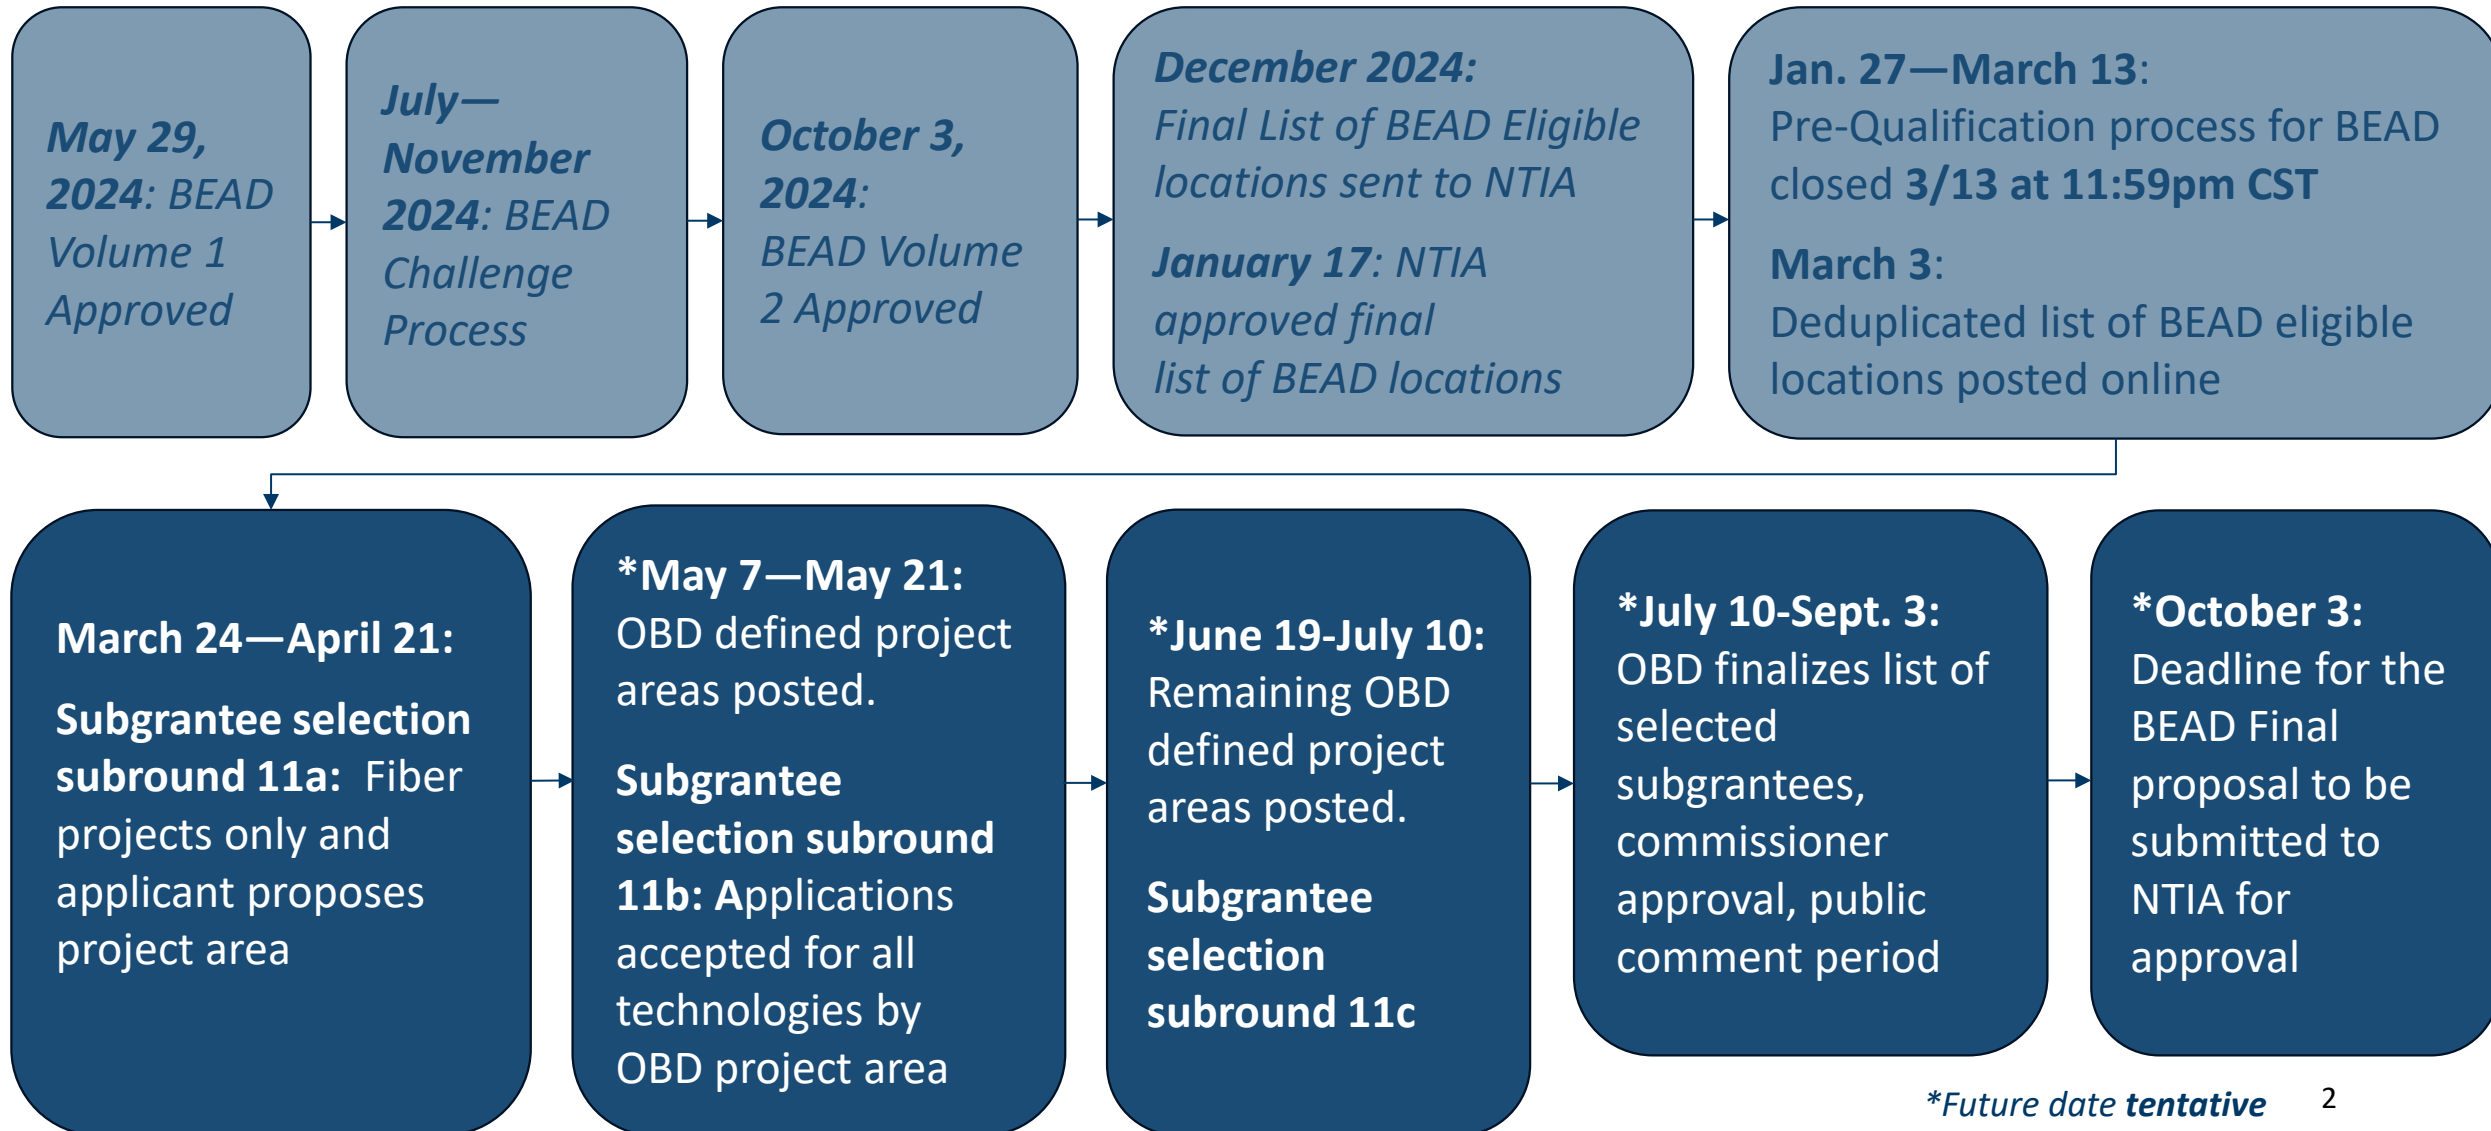 May 29,
2024: BEAD
Volume 1
Approved
July—
November
2024: BEAD
Challenge
Process
October 3,
2024:
BEAD Volume
2 Approved
December 2024:
Final List of BEAD Eligible
locations sent to NTIA
January 17: NTIA
approved final
list of BEAD locations
Jan. 27—March 13:
Pre-Qualification process for BEAD
closed 3/13 at 11:59pm CST
March 3:
Deduplicated list of BEAD eligible
locations posted online
March 24—April 21:
Subgrantee selection
subround 11a: Fiber
projects only and
applicant proposes
project area
*May 7—May 21:
OBD defined project
areas posted.
Subgrantee
selection subround
11b: Applications
accepted for all
technologies by
OBD project area
*June 19-July 10:
Remaining OBD
defined project
areas posted.
Subgrantee
selection
subround 11c
*July 10-Sept. 3:
OBD finalizes list of
selected
subgrantees,
commissioner
approval, public
comment period
*October 3:
Deadline for the
BEAD Final
proposal to be
submitted to
NTIA for
approval
*Future date tentative
2